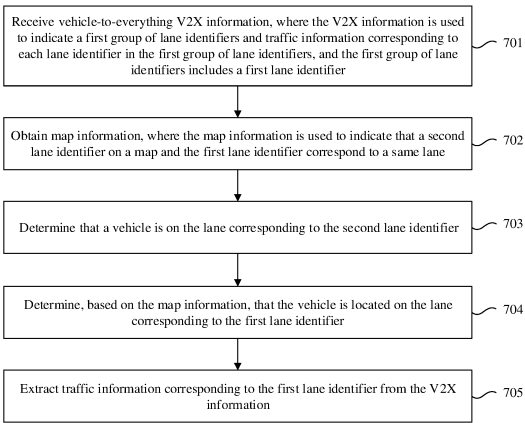 Receive vehicle-to-everything V2X information, where the V2X information is used
to indicate a first group of lane identifiers and traffic information corresponding to
each lane identifier in the first group of lane identifiers, and the first group of lane
identifiers includes a first lane identifier
701
Obtain map information, where the map information is used to indicate that a second
lane identifier on a map and the first lane identifier correspond to a same lane
702
Determine that a vehicle is on the lane corresponding to the second lane identifier
703
Determine, based on the map information, that the vehicle is located on the lane
corresponding to the first lane identifier
704
Extract traffic information corresponding to the first lane identifier from the V2X
information
705